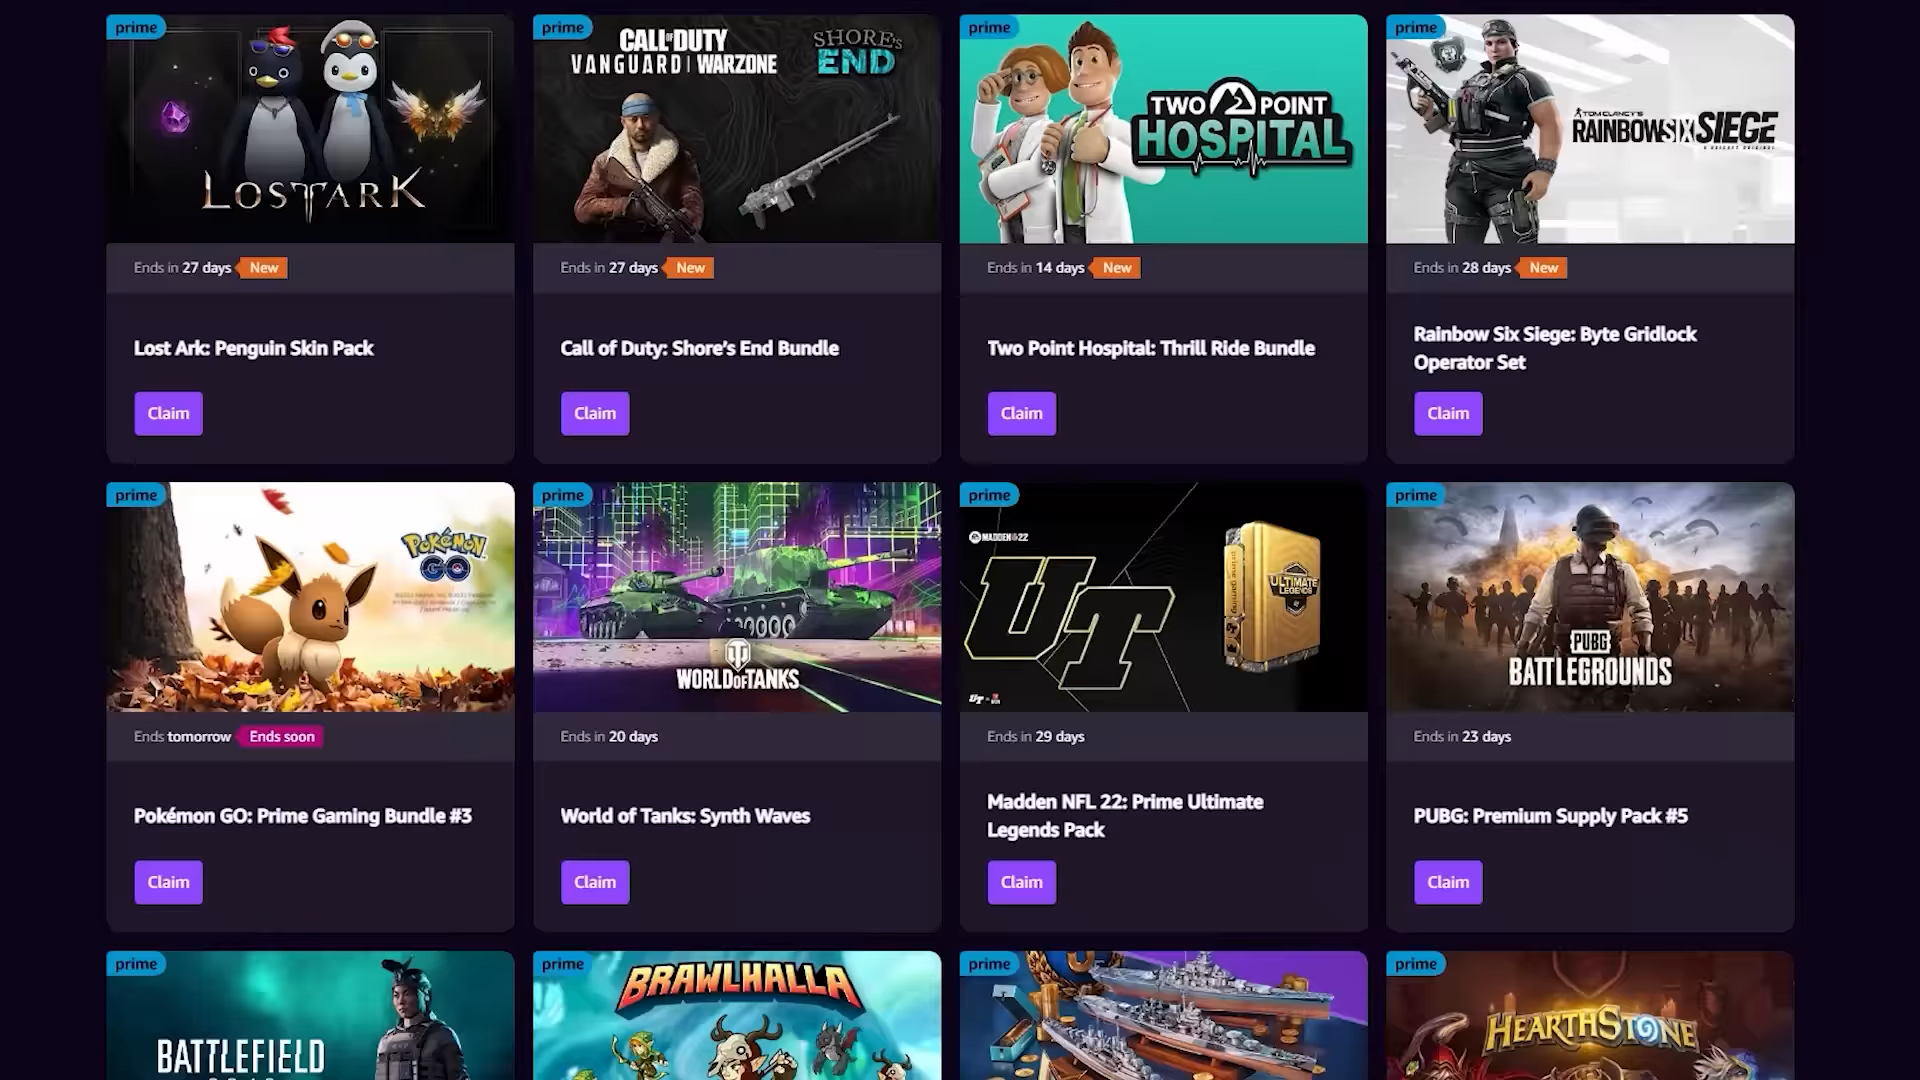 prime
LOST ARK
Ends in 27 days New
Lost Ark: Penguin Skin Pack
Claim
prime
CALL OF DUTY
VANGUARD | WARZONE
SHORE'S
END
Ends in 27 days New
Call of Duty: Shore's End Bundle
Claim
prime
TWO POINT
HOSPITAL
Ends in 14 days New
Two Point Hospital: Thrill Ride Bundle
Claim
prime
TOM CLANCY'S
RAINBOWSIX SIEGE
Ends in 28 days New
Rainbow Six Siege: Byte Gridlock
Operator Set
Claim
prime
POKÉMON
GO
Ends tomorrow Ends soon
Pokémon GO: Prime Gaming Bundle #3
Claim
prime
WORLD OF TANKS
Ends in 20 days
World of Tanks: Synth Waves
Claim
prime
MADDEN 22
UT
prime gaming
ULTIMATE
LEGENDS
UT
Ends in 29 days
Madden NFL 22: Prime Ultimate
Legends Pack
Claim
prime
PUBG
BATTLEGROUNDS
Ends in 23 days
PUBG: Premium Supply Pack #5
Claim
prime
BATTLEFIELD
prime
BRAWLHALLA
prime
prime
HEARTHSTONE